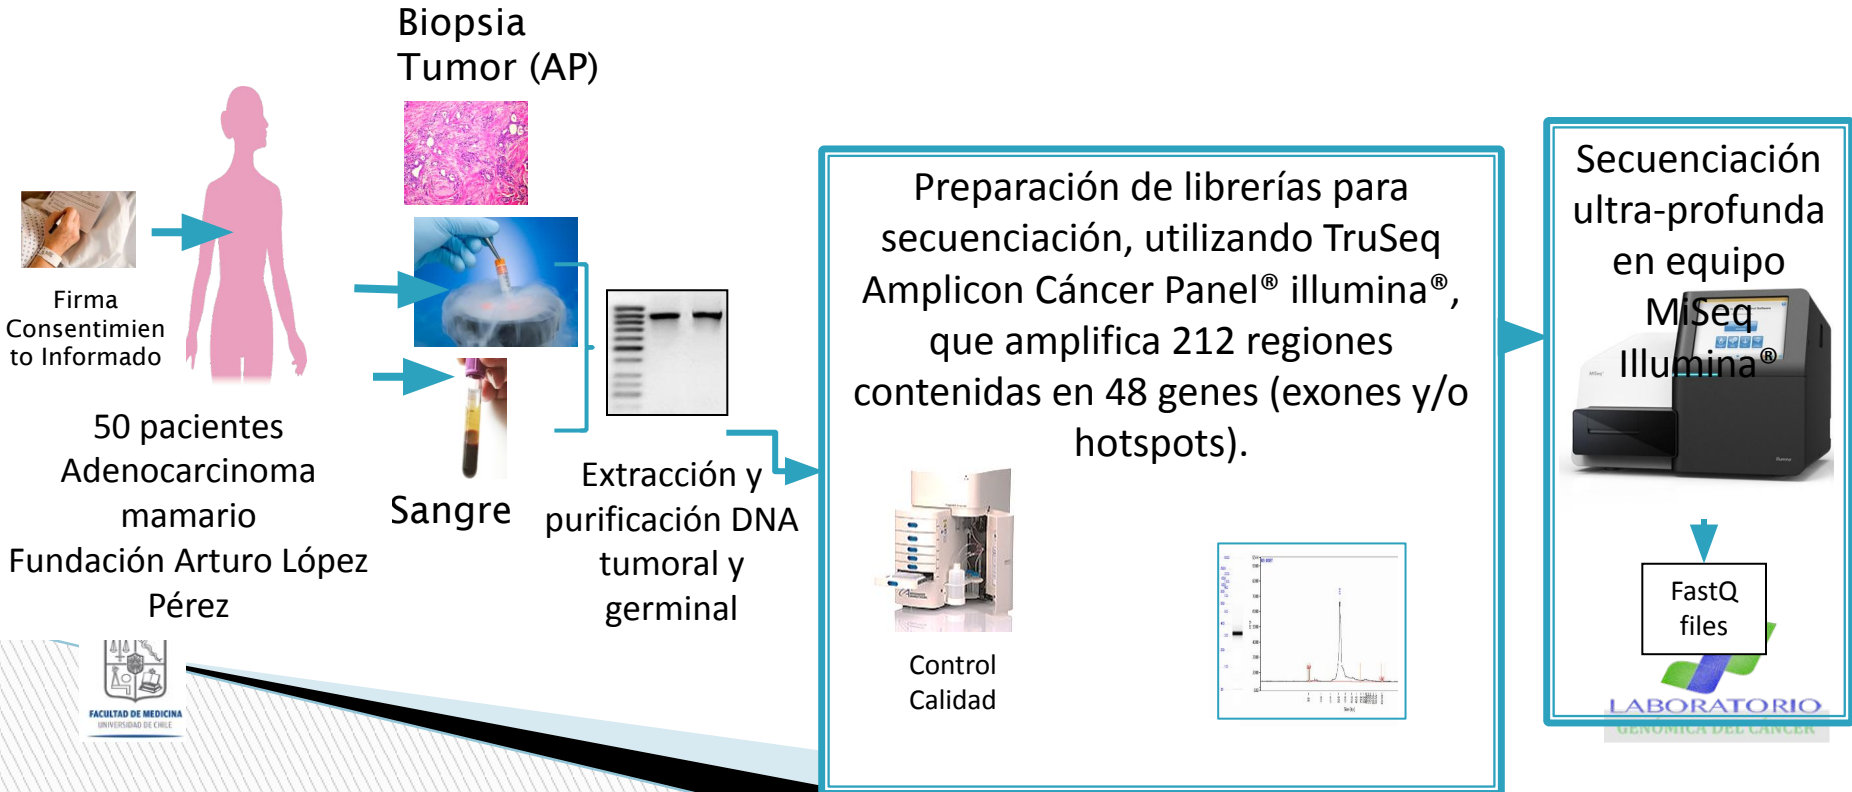 Biopsia
Tumor (AP)
Firma
Consentimien
to Informado
50 pacientes
Adenocarcinoma
mamario
Fundación Arturo López
Pérez
Sangre
Extracción y
purificación DNA
tumoral y
germinal
Preparación de librerías para
secuenciación, utilizando TruSeq
Amplicon Cáncer Panel® illumina®,
que amplifica 212 regiones
contenidas en 48 genes (exones y/o
hotspots).
Control
Calidad
Secuenciación
ultra-profunda
en equipo
MiSeq
Illumina®
MiSeq
FastQ
files
LABORATORIO
GENÓMICA DEL CÁNCER
FACULTAD DE MEDICINA
UNIVERSIDAD DE CHILE